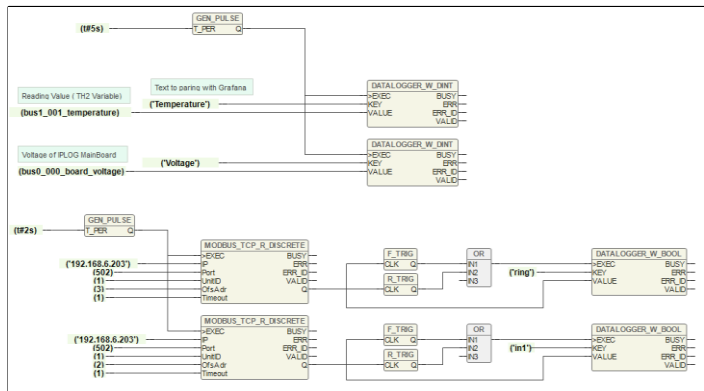 GEN_PULSE
(t#5s) T_PER Q
Text to paring with Grafana
DATALOGGER_W_DINT
>EXEC BUSY
Reading Value ( TH2 Variable)
('Temperature') KEY ERR
(bus1_001_temperature) VALUE ERR_ID
VALID
DATALOGGER_W_DINT
>EXEC BUSY
Voltage of IPLOG MainBoard
('Voltage') KEY ERR
(bus0_000_board_voltage) VALUE ERR_ID
VALID
GEN_PULSE
(t#2s) T_PER Q
MODBUS_TCP_R_DISCRETE
>EXEC BUSY
('192.168.6.203') IP ERR
(502) Port ERR_ID
(1) UnitID VALID
(3) OfsAdr Q
(1) Timeout
F_TRIG
CLK Q
R_TRIG
CLK Q
OR
IN1
IN2
IN3
DATALOGGER_W_BOOL
>EXEC BUSY
('ring') KEY ERR
VALUE ERR_ID
VALID
MODBUS_TCP_R_DISCRETE
>EXEC BUSY
('192.168.6.203') IP ERR
(502) Port ERR_ID
(1) UnitID VALID
(2) OfsAdr Q
(1) Timeout
F_TRIG
CLK Q
R_TRIG
CLK Q
OR
IN1
IN2
IN3
DATALOGGER_W_BOOL
>EXEC BUSY
('in1') KEY ERR
VALUE ERR_ID
VALID